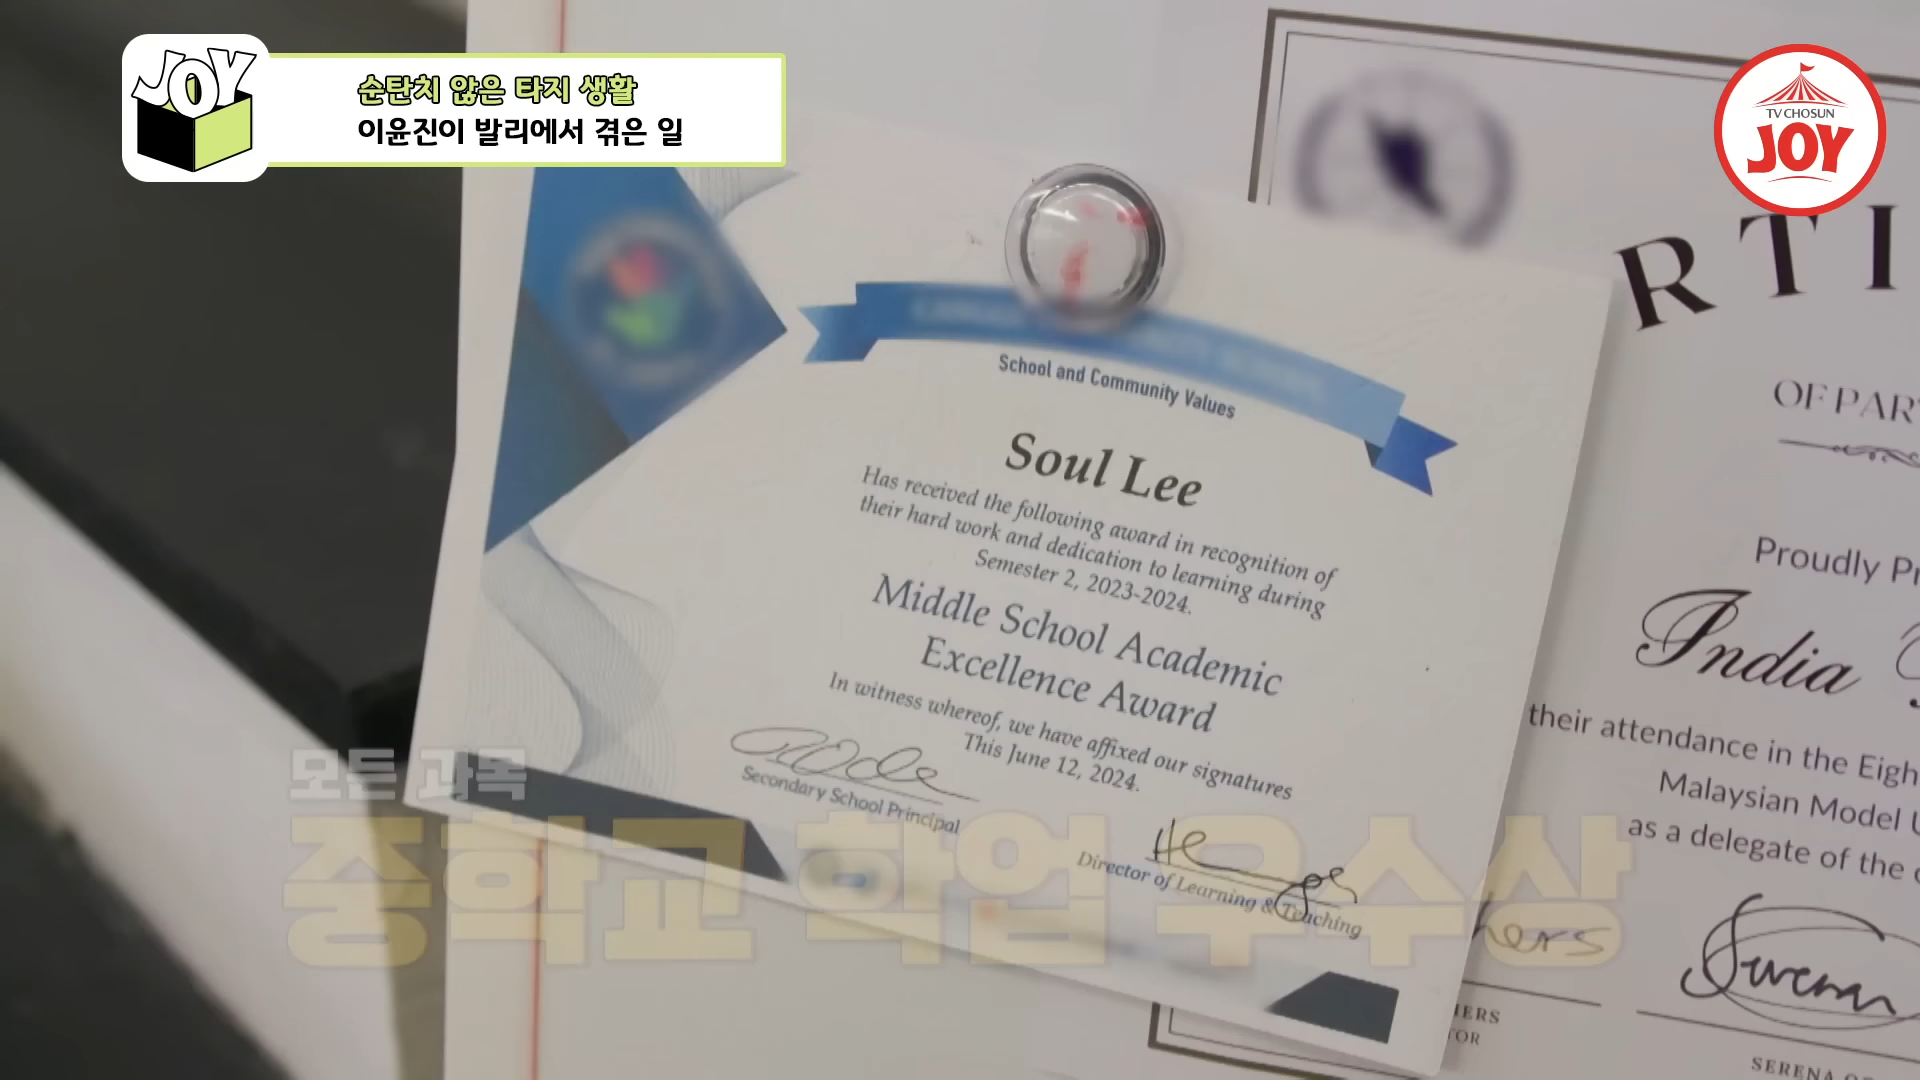 JOY
순탄치 않은 타지 생활
이윤진이 발리에서 겪은 일
TV CHOSUN
JOY
School and Community Values
Soul Lee
Has received the following award in recognition of
their hard work and dedication to learning during
Semester 2, 2023-2024.
Middle School Academic
Excellence Award
In witness whereof, we have affixed our signatures
This June 12, 2024.
Secondary School Principal
Director of Learning & Teaching
RTI
OF PAR
Proudly Pr
India
their attendance in the Eigh
Malaysian Model U
as a delegate of the
HERS
TOR
SERENA
모든 과목
중학교 학업 우수상